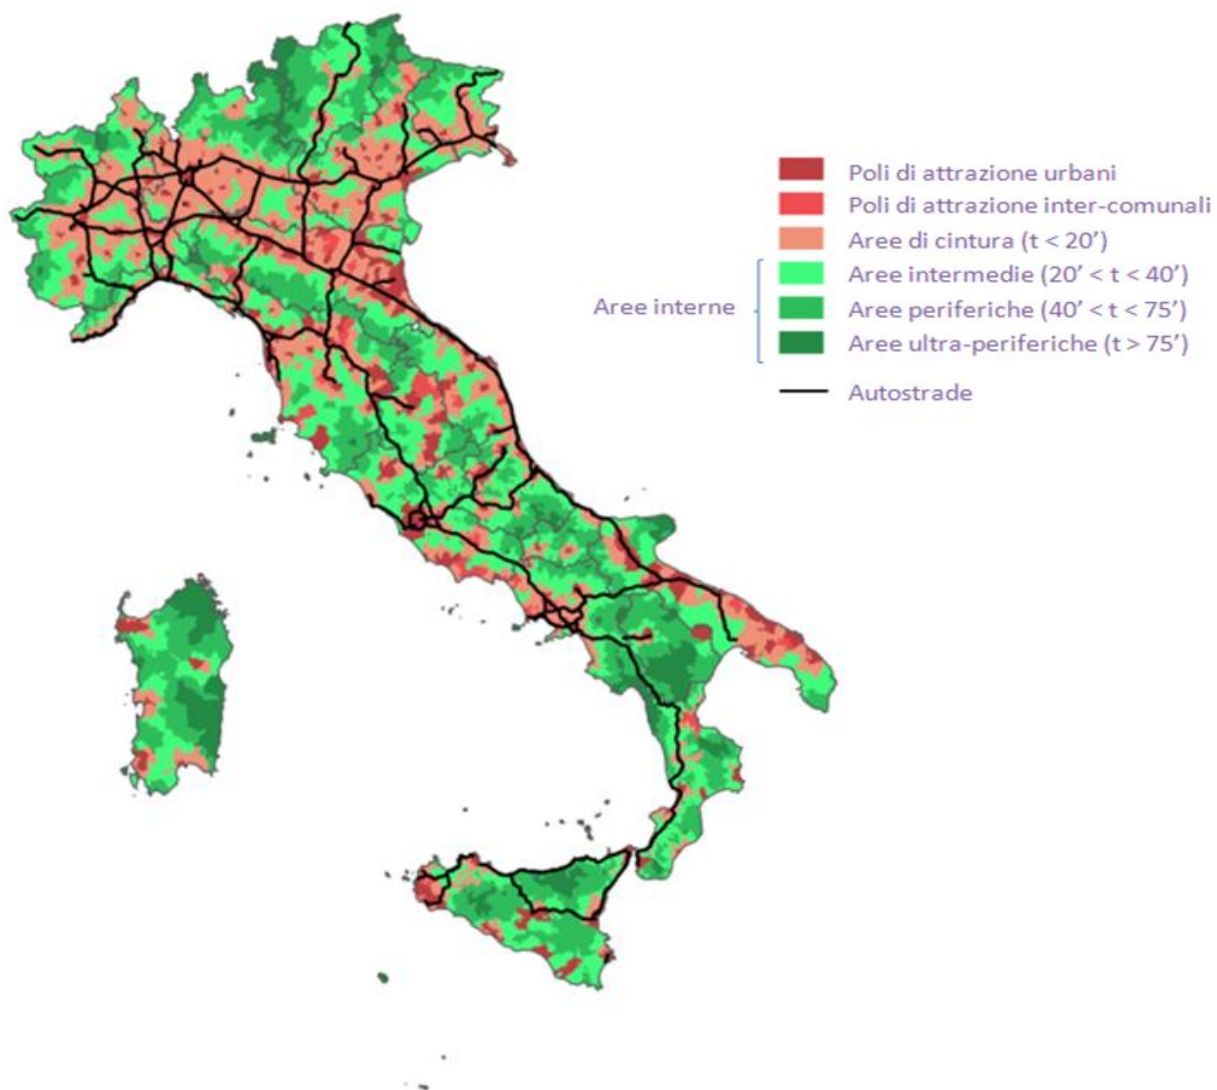 Poli di attrazione urbani
Poli di attrazione inter-comunali
Aree di cintura (t < 20’)
Aree interne
Aree intermedie (20’ < t < 40’)
Aree periferiche (40’ < t < 75’)
Aree ultra-periferiche (t > 75’)
Autostrade